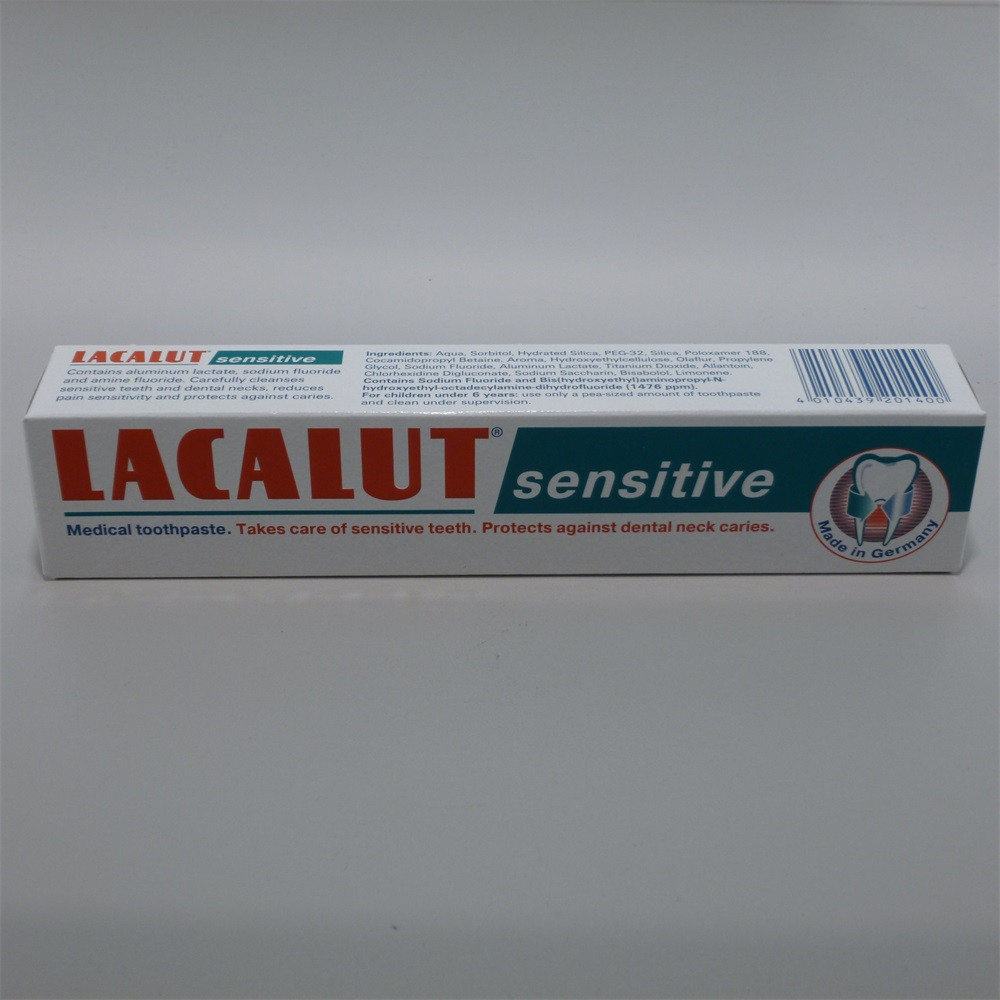 LACALUT sensitive
Contains aluminum lactate, sodium fluoride
and amine fluoride. Carefully cleanses
sensitive teeth and dental necks, reduces
pain sensitivity and protects against caries.
Ingredients: Aqua, Sorbitol, Hydrated Silica, PEG-32, Silica, Poloxamer 188,
Cocamidopropyl Betaine, Aroma, Hydroxyethylcellulose, Olaflur, Propylene
Glycol, Sodium Fluoride, Aluminum Lactate, Titanium Dioxide, Allantoin,
Chlorhexidine Digluconate, Sodium Saccharin, Bisabolol, Limonene.
Contains Sodium Fluoride and Bis(hydroxyethyl)aminopropyl-N-
hydroxyethyl-octadecylamine-dihydrofluoride (1476 ppm).
For children under 6 years: use only a pea-sized amount of toothpaste
and clean under supervision.
4 010439 201400
LACALUT® sensitive
Medical toothpaste. Takes care of sensitive teeth. Protects against dental neck caries.
Made in Germany